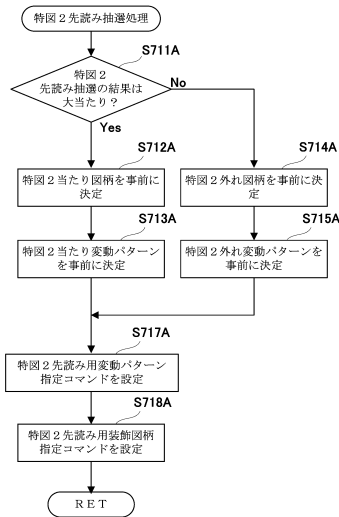 特図２先読み抽選処理
S711A
特図２
先読み抽選の結果は
大当たり？
No
Yes
S712A
特図２当たり図柄を事前に
決定
S714A
特図２外れ図柄を事前に決
定
S713A
特図２当たり変動パターン
を事前に決定
S715A
特図２外れ変動パターンを
事前に決定
S717A
特図２先読み用変動パターン
指定コマンドを設定
S718A
特図２先読み用装飾図柄
指定コマンドを設定
ＲＥＴ